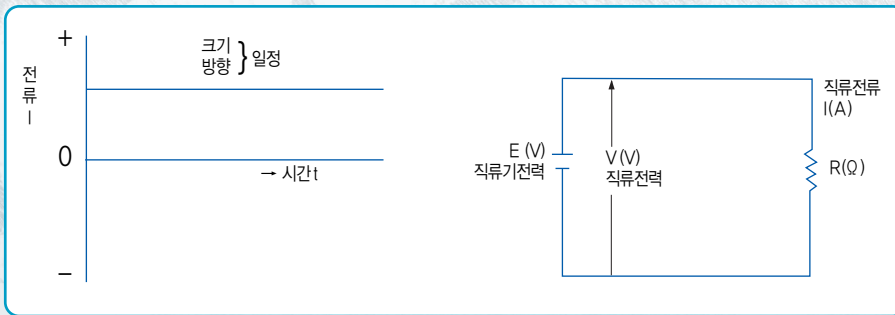 +
크기
방향 } 일정
전
류
I
0
→ 시간 t
−
E (V)
직류기전력
V (V)
직류전력
직류전류
I(A)
R(Ω)